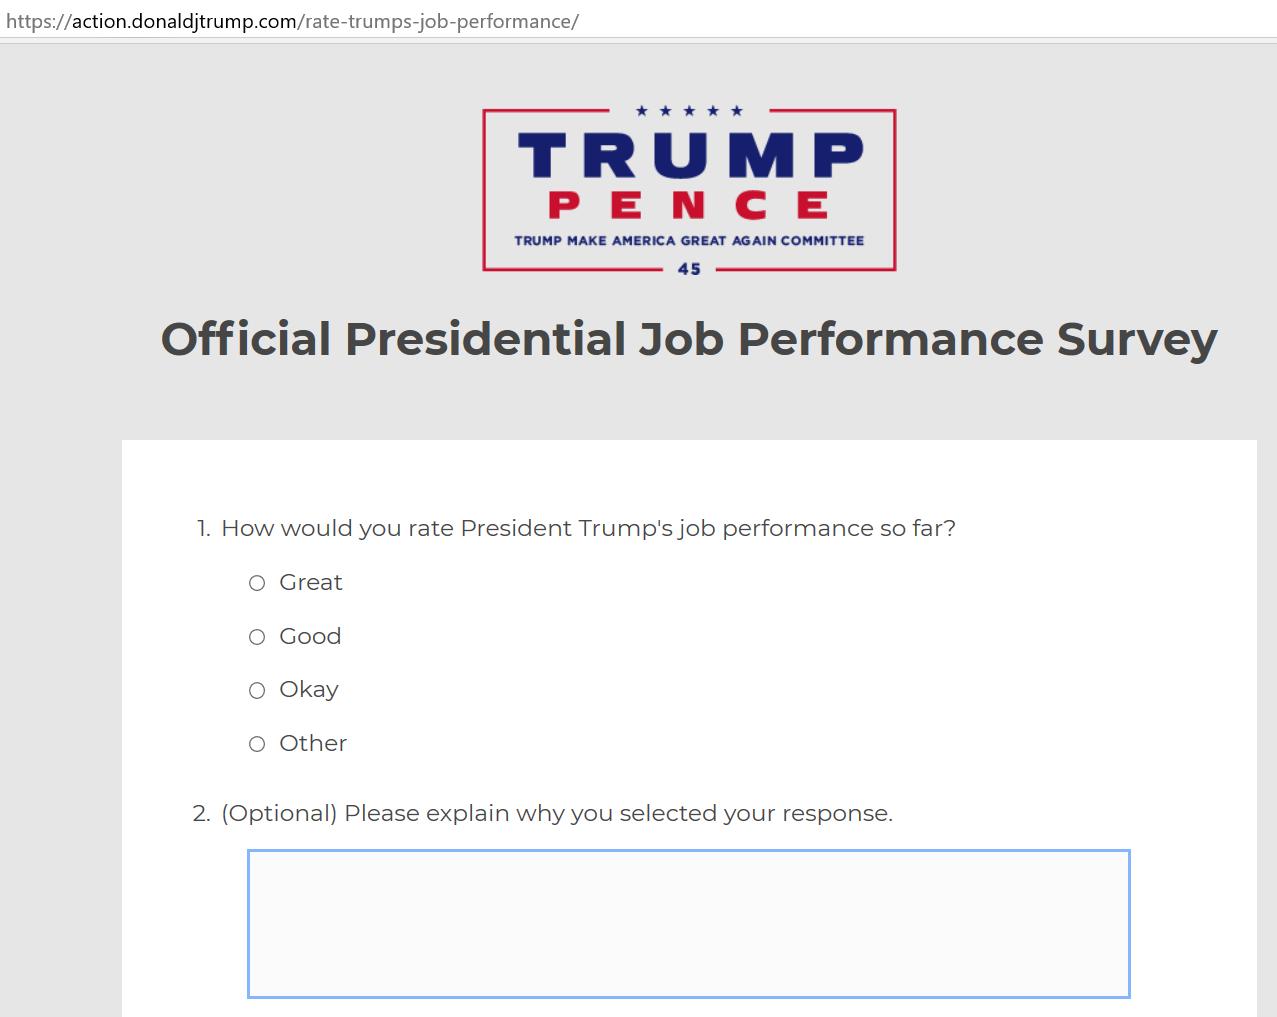 https://action.donaldjtrump.com/rate-trumps-job-performance/
TRUMP
PENCE
TRUMP MAKE AMERICA GREAT AGAIN COMMITTEE
45
Official Presidential Job Performance Survey
1. How would you rate President Trump's job performance so far?
Great
Good
Okay
Other
2. (Optional) Please explain why you selected your response.